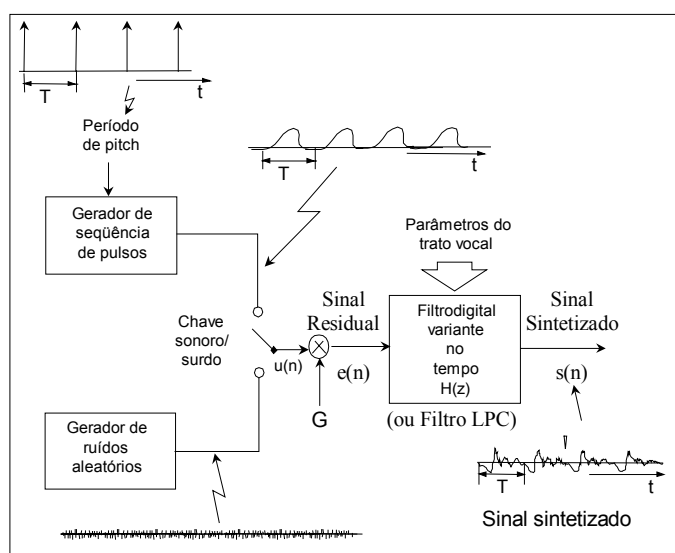 T
t
Período
de pitch
T
t
Gerador de
seqüência
de pulsos
Parâmetros do
trato vocal
Chave
sonoro/
surdo
u(n)
Sinal
Residual
e(n)
G
Filtrodigital
variante
no
tempo
H(z)
(ou Filtro LPC)
Sinal
Sintetizado
s(n)
Gerador de
ruídos
aleatórios
T
t
Sinal sintetizado